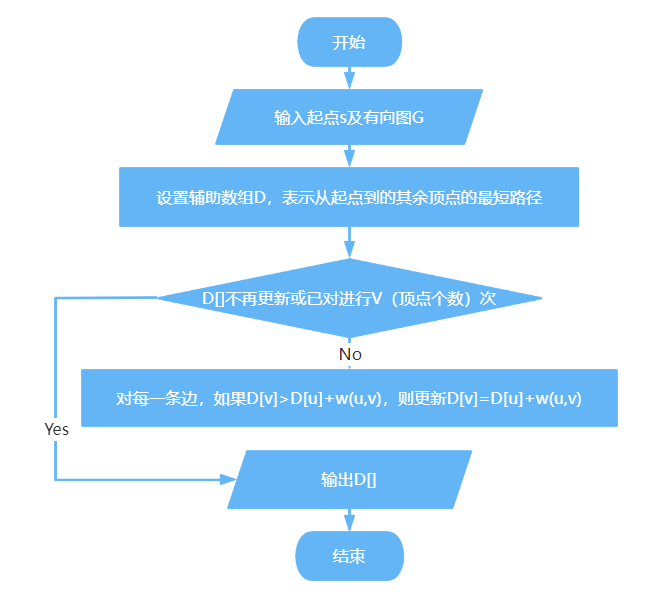 开始
输入起点s及有向图G
设置辅助数组D，表示从起点到的其余顶点的最短路径
D[]不再更新或已对进行V（顶点个数）次
No
对每一条边，如果D[v]>D[u]+w(u,v)，则更新D[v]=D[u]+w(u,v)
Yes
输出D[]
结束